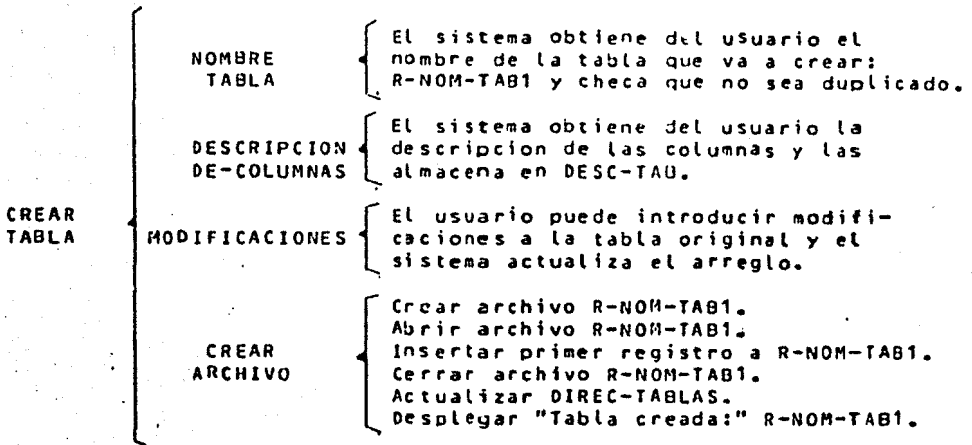 NOMBRE
TABLA
El sistema obtiene del usuario el
nombre de la tabla que va a crear:
R-NOM-TAB1 y checa que no sea duplicado.
DESCRIPCION
DE-COLUMNAS
El sistema obtiene del usuario la
descripcion de las columnas y las
almacena en DESC-TAB.
CREAR
TABLA
MODIFICACIONES
El usuario puede introducir modifi-
caciones a la tabla original y el
sistema actualiza el arreglo.
CREAR
ARCHIVO
Crear archivo R-NOM-TAB1.
Abrir archivo R-NOM-TAB1.
Insertar primer registro a R-NOM-TAB1.
Cerrar archivo R-NOM-TAB1.
Actualizar DIREC-TABLAS.
Desplegar "Tabla creada:" R-NOM-TAB1.